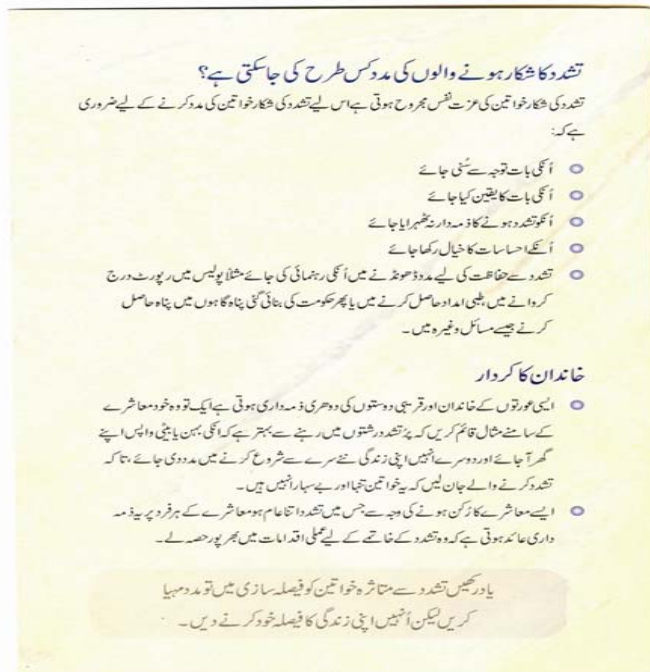 تشدد کا شکار ہونے والوں کی مدد کس طرح کی جاسکتی ہے؟
تشدد کی شکار خواتین کی عزت نفس مجروح ہوتی ہے اس لیے تشدد کی شکار خواتین کی مدد کرنے کے لیے ضروری
ہے کہ:
اُنکی بات توجہ سے سُنی جائے
اُنکی بات کا یقین کیا جائے
اُنکو تشدد ہونے کا ذمہ دار نہ ٹھہرایا جائے
اُنکے احساسات کا خیال رکھا جائے
تشدد سے حفاظت کی لیے مدد ڈھونڈنے میں اُنکی رہنمائی کی جائے مثلاً پولیس میں رپورٹ درج
کروانے میں، طبی امداد حاصل کرنے میں یا پھر حکومت کی بنائی گئی پناہ گاہوں میں پناہ حاصل
کرنے جیسے مسائل وغیرہ میں۔
خاندان کا کردار
ایسی عورتوں کے خاندان اور قریبی دوستوں کی دوھری ذمہ داری ہوتی ہے ایک تو وہ خود معاشرے
کے سامنے مثال قائم کریں کہ پُر تشدد رشتوں میں رہنے سے بہتر ہے کہ انکی بہن یا بیٹی واپس اپنے
گھر آ جائے اور دوسرے انہیں اپنی زندگی نئے سرے سے شروع کرنے میں مدد دی جائے، تاکہ
تشدد کرنے والے جان لیں کہ یہ خواتین تنہا اور بے سہارا نہیں ہیں۔
ایسے معاشرے کا رُکن ہونے کی وجہ سے جس میں تشدد اتنا عام ہو معاشرے کے ہر فرد پر یہ ذمہ
داری عائد ہوتی ہے کہ وہ تشدد کے خاتمے کے لیے عملی اقدامات میں بھرپور حصہ لے۔
یاد رکھیں تشدد سے متاثرہ خواتین کو فیصلہ سازی میں تو مدد مہیا
کریں لیکن اُنہیں اپنی زندگی کا فیصلہ خود کرنے دیں۔